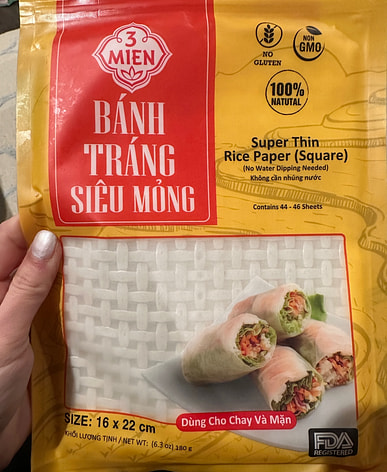 3
MIEN
BÁNH
TRÁNG
SIÊU MỎNG
NO
GLUTEN
NON
GMO
100%
NATUTAL
Super Thin
Rice Paper (Square)
(No Water Dipping Needed)
Không cần nhúng nước
Contains 44 - 46 Sheets
SIZE: 16 x 22 cm
KHỐI LƯỢNG TỊNH / NET WT: (6.3 oz) 180 g
Dùng Cho Chay Và Mặn
FDA
REGISTERED